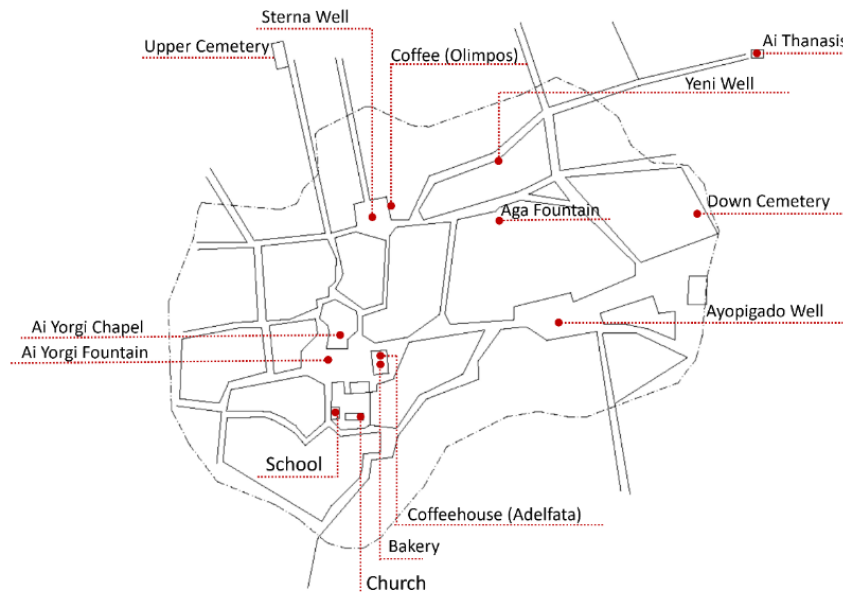 Sterna Well
Upper Cemetery
Coffee (Olimpos)
Ai Thanasis
Yeni Well
Aga Fountain
Down Cemetery
Ai Yorgi Chapel
Ayopigado Well
Ai Yorgi Fountain
School
Coffeehouse (Adelfata)
Bakery
Church